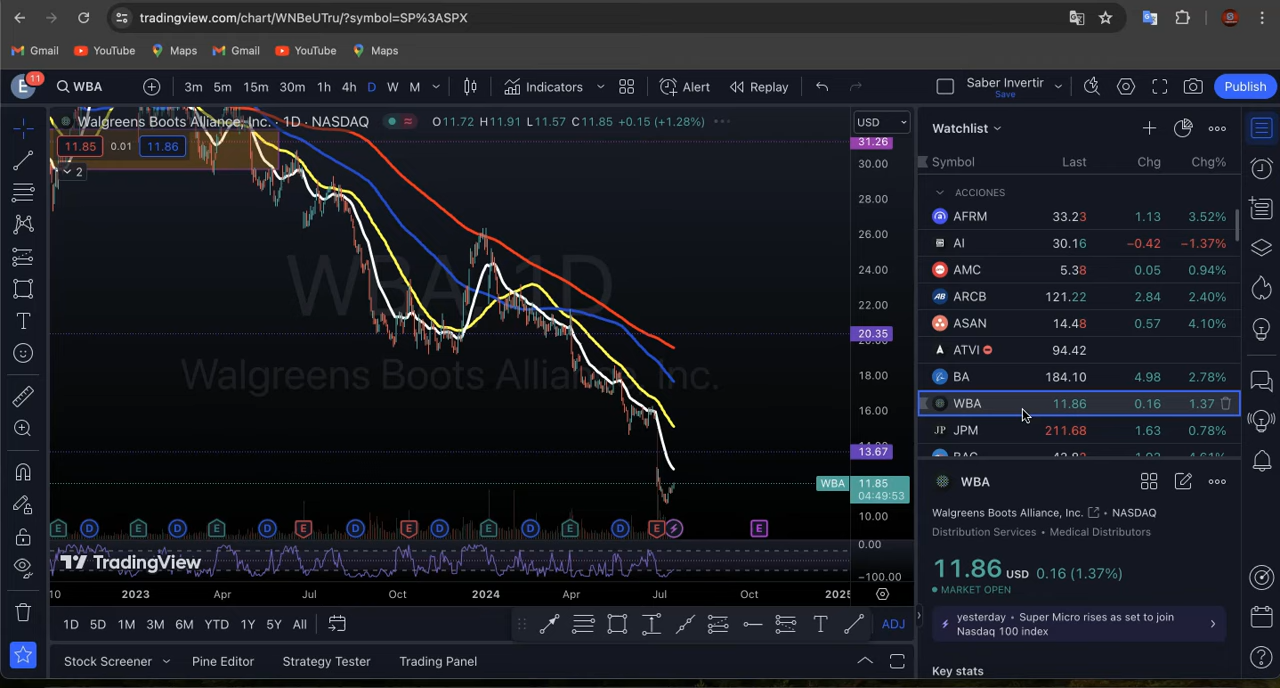 tradingview.com/chart/WNBeUTru/?symbol=SP%3ASPX
Gmail YouTube Maps Gmail YouTube Maps
E 11 WBA 3m 5m 15m 30m 1h 4h D W M Indicators Alert Replay Saber Invertir Save Publish
Walgreens Boots Alliance, Inc. · 1D · NASDAQ O11.72 H11.91 L11.57 C11.85 +0.15 (+1.28%)
11.85 0.01 11.86
2
WBA, 1D
Walgreens Boots Alliance, Inc.
USD
31.26
30.00
28.00
26.00
24.00
22.00
20.35
18.00
16.00
13.67
WBA 11.85
04:49:53
10.00
0.00
−100.00
E D E D E D E D E D E D E D E D E E
TradingView
2023 Apr Jul Oct 2024 Apr Jul Oct 2025
1D 5D 1M 3M 6M YTD 1Y 5Y All ADJ
Stock Screener Pine Editor Strategy Tester Trading Panel
Watchlist
Symbol Last Chg Chg%
ACCIONES
AFRM 33.23 1.13 3.52%
AI 30.16 −0.42 −1.37%
AMC 5.38 0.05 0.94%
ARCB 121.22 2.84 2.40%
ASAN 14.48 0.57 4.10%
ATVI 94.42
BA 184.10 4.98 2.78%
WBA 11.86 0.16 1.37
JPM 211.68 1.63 0.78%
WBA
Walgreens Boots Alliance, Inc. • NASDAQ
Distribution Services • Medical Distributors
11.86 USD 0.16 (1.37%)
MARKET OPEN
yesterday • Super Micro rises as set to join
Nasdaq 100 index
Key stats